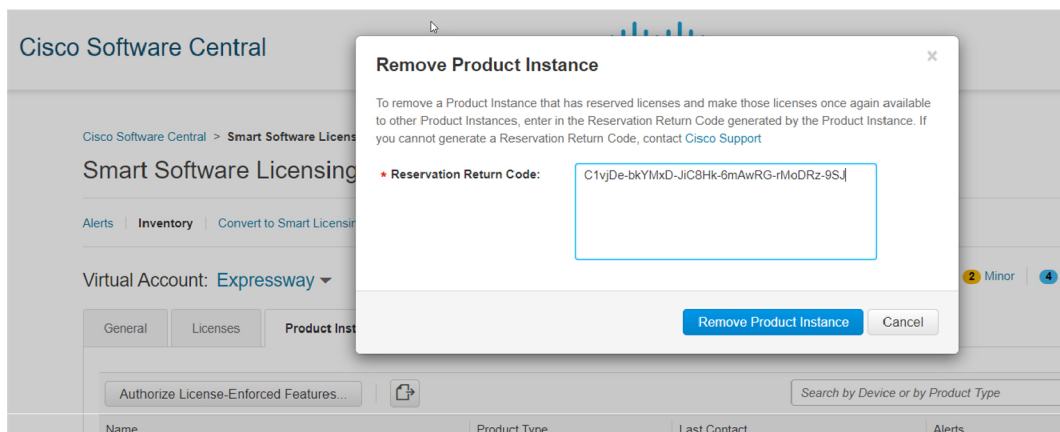 Cisco Software Central
Remove Product Instance
×
To remove a Product Instance that has reserved licenses and make those licenses once again available
to other Product Instances, enter in the Reservation Return Code generated by the Product Instance. If
you cannot generate a Reservation Return Code, contact Cisco Support
* Reservation Return Code: C1vjDe-bkYMxD-JiC8Hk-6mAwRG-rMoDRz-9SJ
Remove Product Instance Cancel
Cisco Software Central > Smart Software Licens
Smart Software Licensing
Alerts Inventory Convert to Smart Licensin
Virtual Account: Expressway
2 Minor 4
General Licenses Product Inst
Authorize License-Enforced Features... Search by Device or by Product Type
Name Product Type Last Contact Alerts